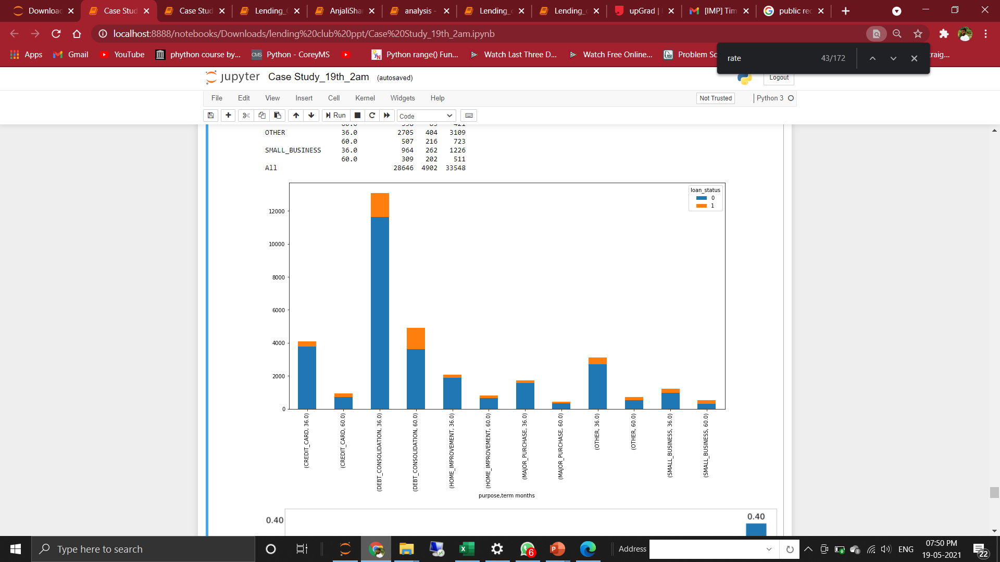 Downloac
Case Stud
Case Stud
Lending_
AnjaliSha
analysis -
Lending_
Lending_
upGrad |
[IMP] Tim
public rec
localhost:8888/notebooks/Downloads/lending%20club%20ppt/Case%20Study_19th_2am.ipynb
Apps
Gmail
YouTube
phython course by...
CMS
Python - CoreyMS
Python range() Fun...
Watch Last Three D...
Watch Free Online...
Problem Sc
raig...
rate 43/172
jupyter Case Study_19th_2am (autosaved)
Logout
File Edit View Insert Cell Kernel Widgets Help
Not Trusted
Python 3
Run
Code
OTHER 36.0 2705 404 3109
60.0 507 216 723
SMALL_BUSINESS 36.0 964 262 1226
60.0 309 202 511
All 28646 4902 33548
loan_status
0
1
12000
10000
8000
6000
4000
2000
0
(CREDIT_CARD, 36.0)
(CREDIT_CARD, 60.0)
(DEBT_CONSOLIDATION, 36.0)
(DEBT_CONSOLIDATION, 60.0)
(HOME_IMPROVEMENT, 36.0)
(HOME_IMPROVEMENT, 60.0)
(MAJOR_PURCHASE, 36.0)
(MAJOR_PURCHASE, 60.0)
(OTHER, 36.0)
(OTHER, 60.0)
(SMALL_BUSINESS, 36.0)
(SMALL_BUSINESS, 60.0)
purpose,term months
0.40
0.40
Type here to search
6
Address
ENG
07:50 PM
19-05-2021
22